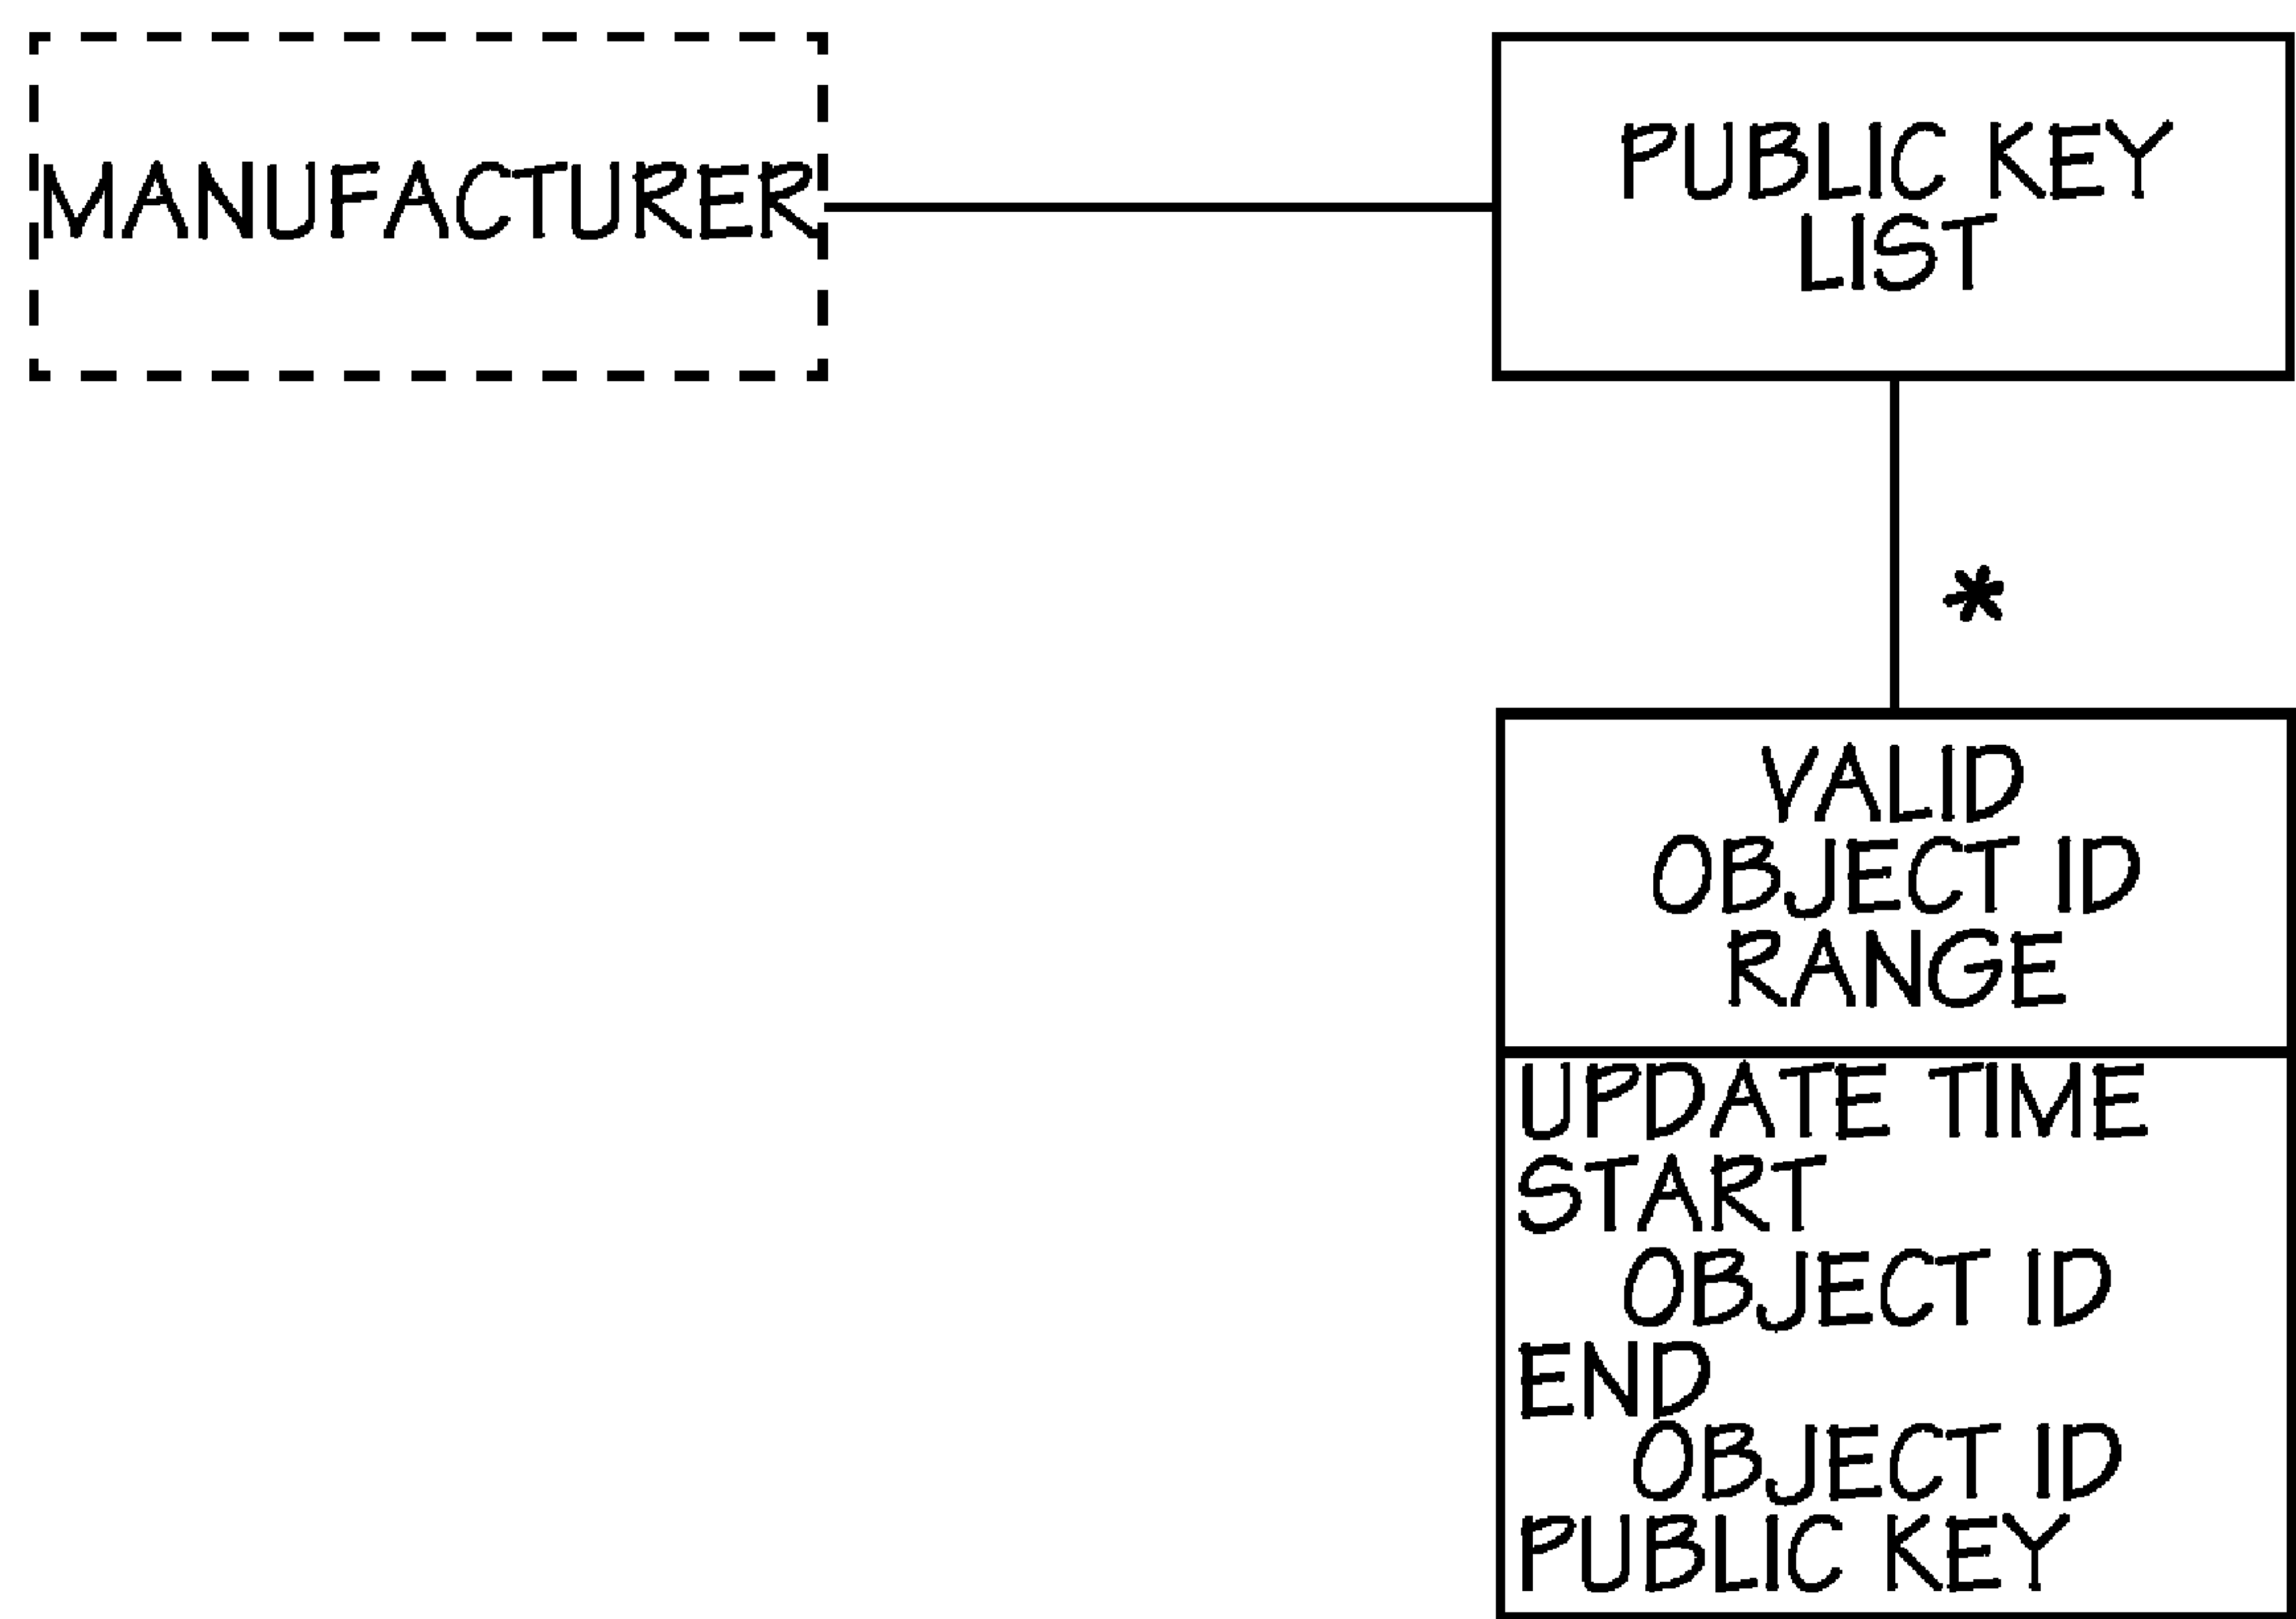 MANUFACTURER
PUBLIC KEY
LIST
*
VALID
OBJECT ID
RANGE
UPDATE TIME
START
OBJECT ID
END
OBJECT ID
PUBLIC KEY